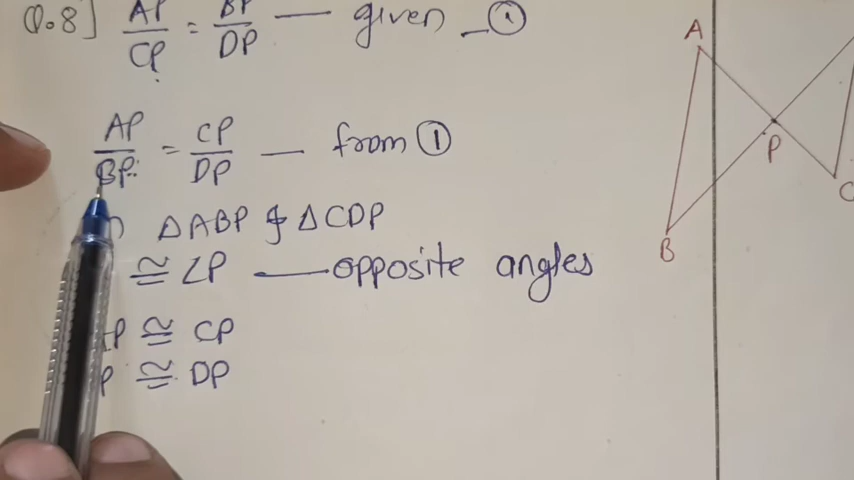 Q.8] AP/CP = BP/DP — given — ①
AP/BP = CP/DP — from ①
ΔABP & ΔCDP
≅ ∠P — opposite angles
≅ CP
P ≅ DP
A
P
C
B